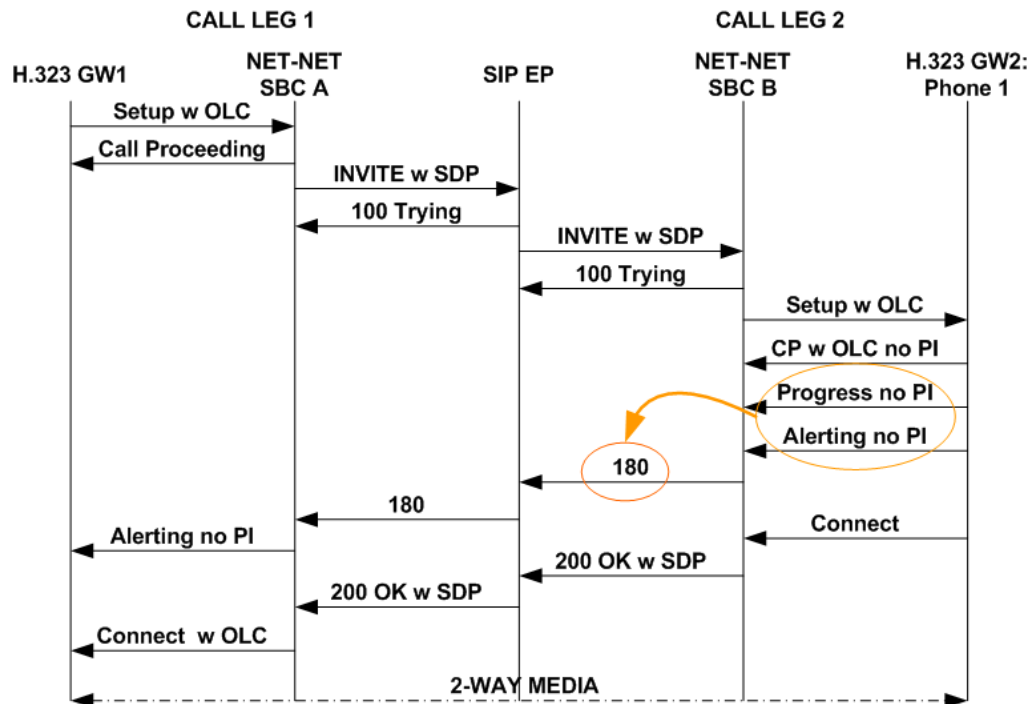 CALL LEG 1
CALL LEG 2
H.323 GW1
NET-NET
SBC A
SIP EP
NET-NET
SBC B
H.323 GW2:
Phone 1
Setup w OLC
Call Proceeding
INVITE w SDP
100 Trying
INVITE w SDP
100 Trying
Setup w OLC
CP w OLC no PI
Progress no PI
Alerting no PI
180
180
Connect
Alerting no PI
200 OK w SDP
200 OK w SDP
Connect w OLC
2-WAY MEDIA